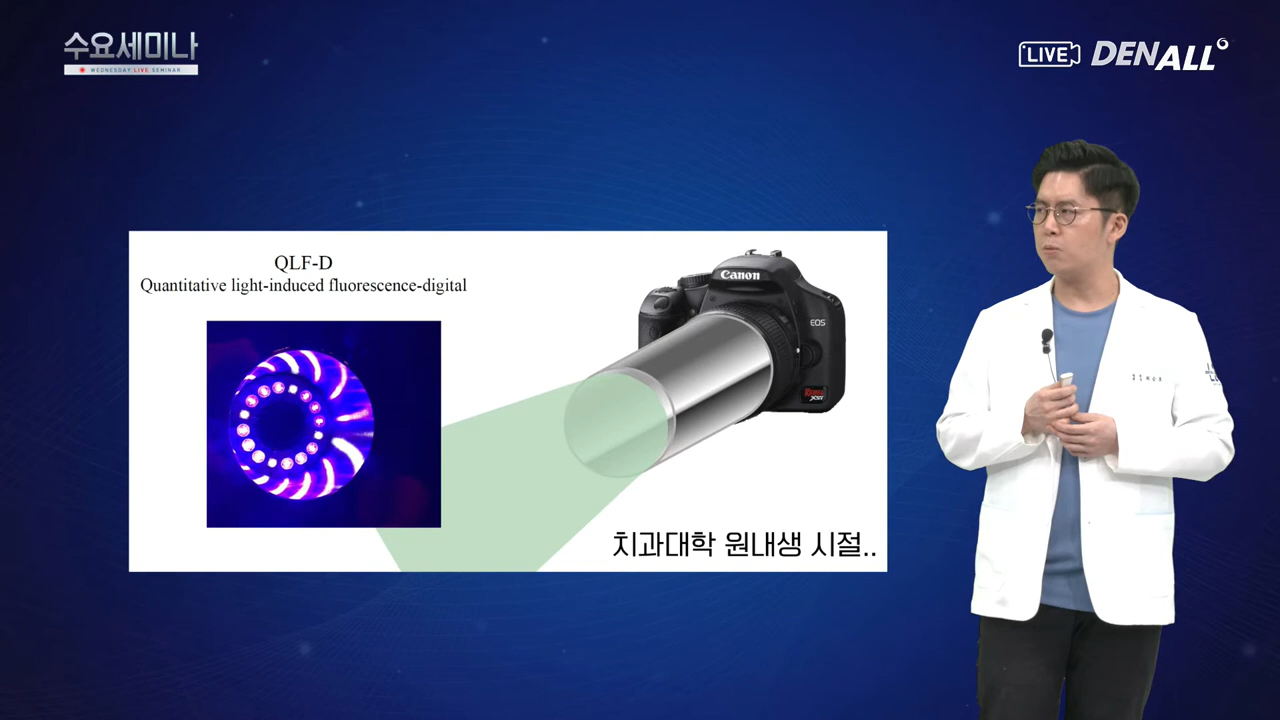 수요세미나
WEDNESDAY LIVE SEMINAR
LIVE
DENALL
QLF-D
Quantitative light-induced fluorescence-digital
Canon
EOS
치과대학 원내생 시절..